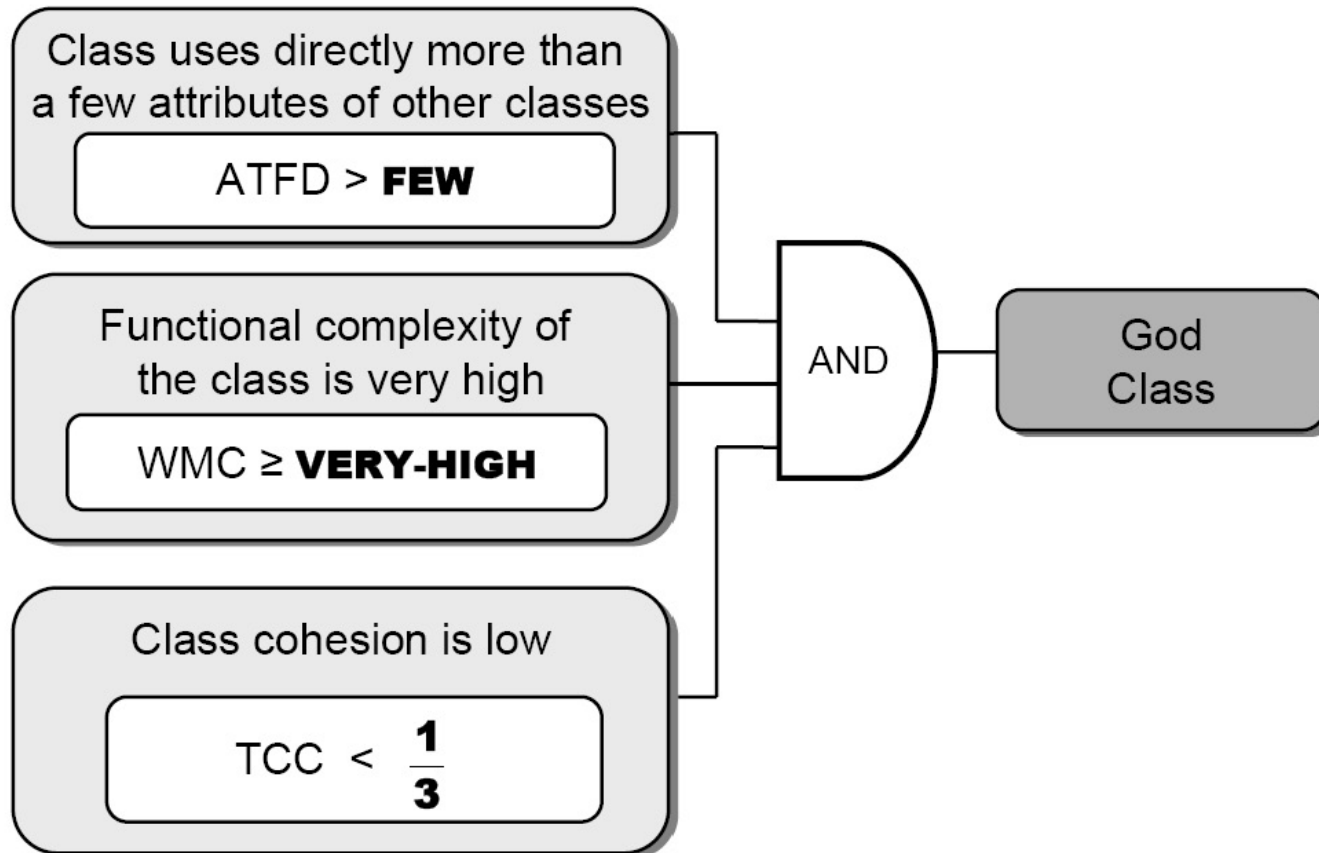 Class uses directly more than
a few attributes of other classes
ATFD > FEW
Functional complexity of
the class is very high
WMC ≥ VERY-HIGH
Class cohesion is low
TCC < 1/3
AND
God
Class